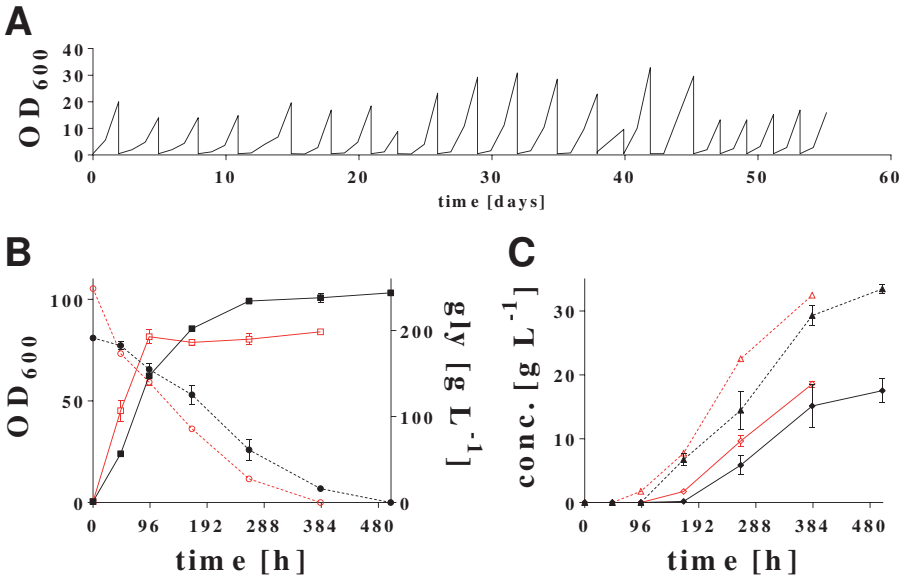 A
OD600
40
30
20
10
0
0 10 20 30 40 50 60
time [days]
B
OD600
100
50
0
200
100
0
gly [g L-1]
0 96 192 288 384 480
time [h]
C
conc. [g L-1]
30
20
10
0
0 96 192 288 384 480
time [h]